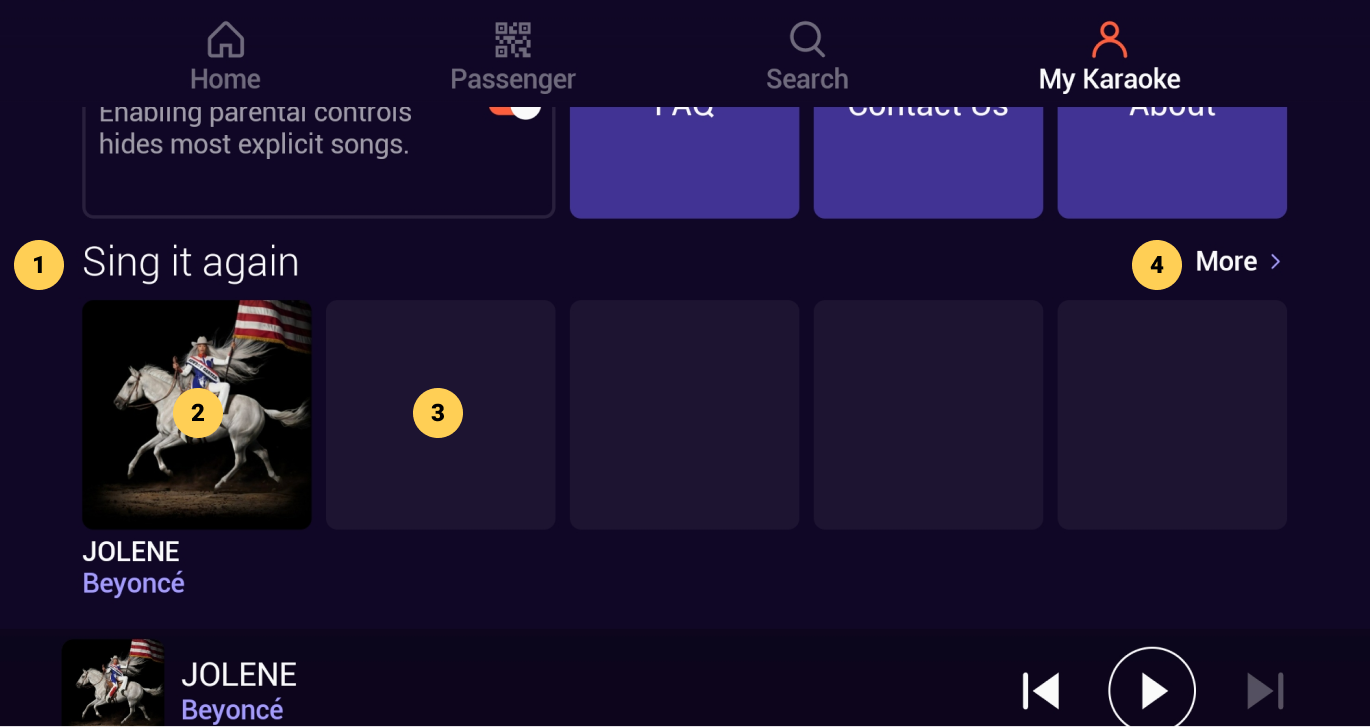 Home
Passenger
Search
My Karaoke
Enabling parental controls
hides most explicit songs.
FAQ
Contact Us
About
1
Sing it again
4
More
2
3
JOLENE
Beyoncé
JOLENE
Beyoncé